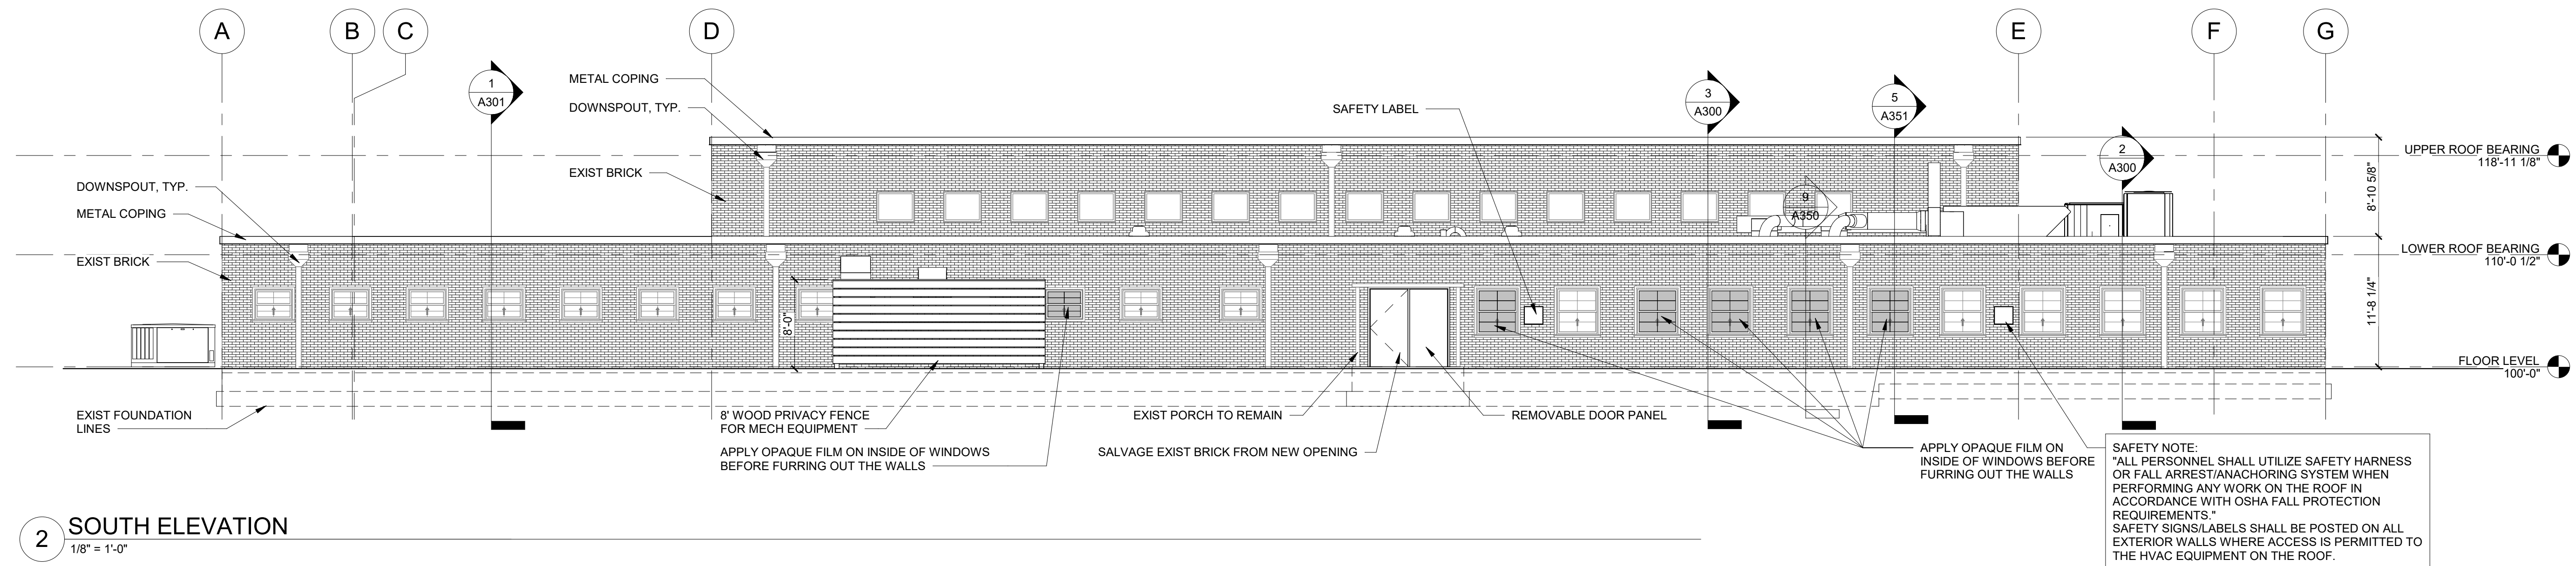 A
B
C
D
E
F
G
1
A301
METAL COPING
DOWNSPOUT, TYP.
EXIST BRICK
SAFETY LABEL
3
A300
5
A351
2
A300
9
A350
UPPER ROOF BEARING
118'-11 1/8"
8'-10 5/8"
DOWNSPOUT, TYP.
METAL COPING
EXIST BRICK
LOWER ROOF BEARING
110'-0 1/2"
11'-8 1/4"
8'-0"
FLOOR LEVEL
100'-0"
EXIST FOUNDATION
LINES
8' WOOD PRIVACY FENCE
FOR MECH EQUIPMENT
APPLY OPAQUE FILM ON INSIDE OF WINDOWS
BEFORE FURRING OUT THE WALLS
EXIST PORCH TO REMAIN
SALVAGE EXIST BRICK FROM NEW OPENING
REMOVABLE DOOR PANEL
APPLY OPAQUE FILM ON
INSIDE OF WINDOWS BEFORE
FURRING OUT THE WALLS
SAFETY NOTE:
"ALL PERSONNEL SHALL UTILIZE SAFETY HARNESS
OR FALL ARREST/ANACHORING SYSTEM WHEN
PERFORMING ANY WORK ON THE ROOF IN
ACCORDANCE WITH OSHA FALL PROTECTION
REQUIREMENTS."
SAFETY SIGNS/LABELS SHALL BE POSTED ON ALL
EXTERIOR WALLS WHERE ACCESS IS PERMITTED TO
THE HVAC EQUIPMENT ON THE ROOF.
2
SOUTH ELEVATION
1/8" = 1'-0"